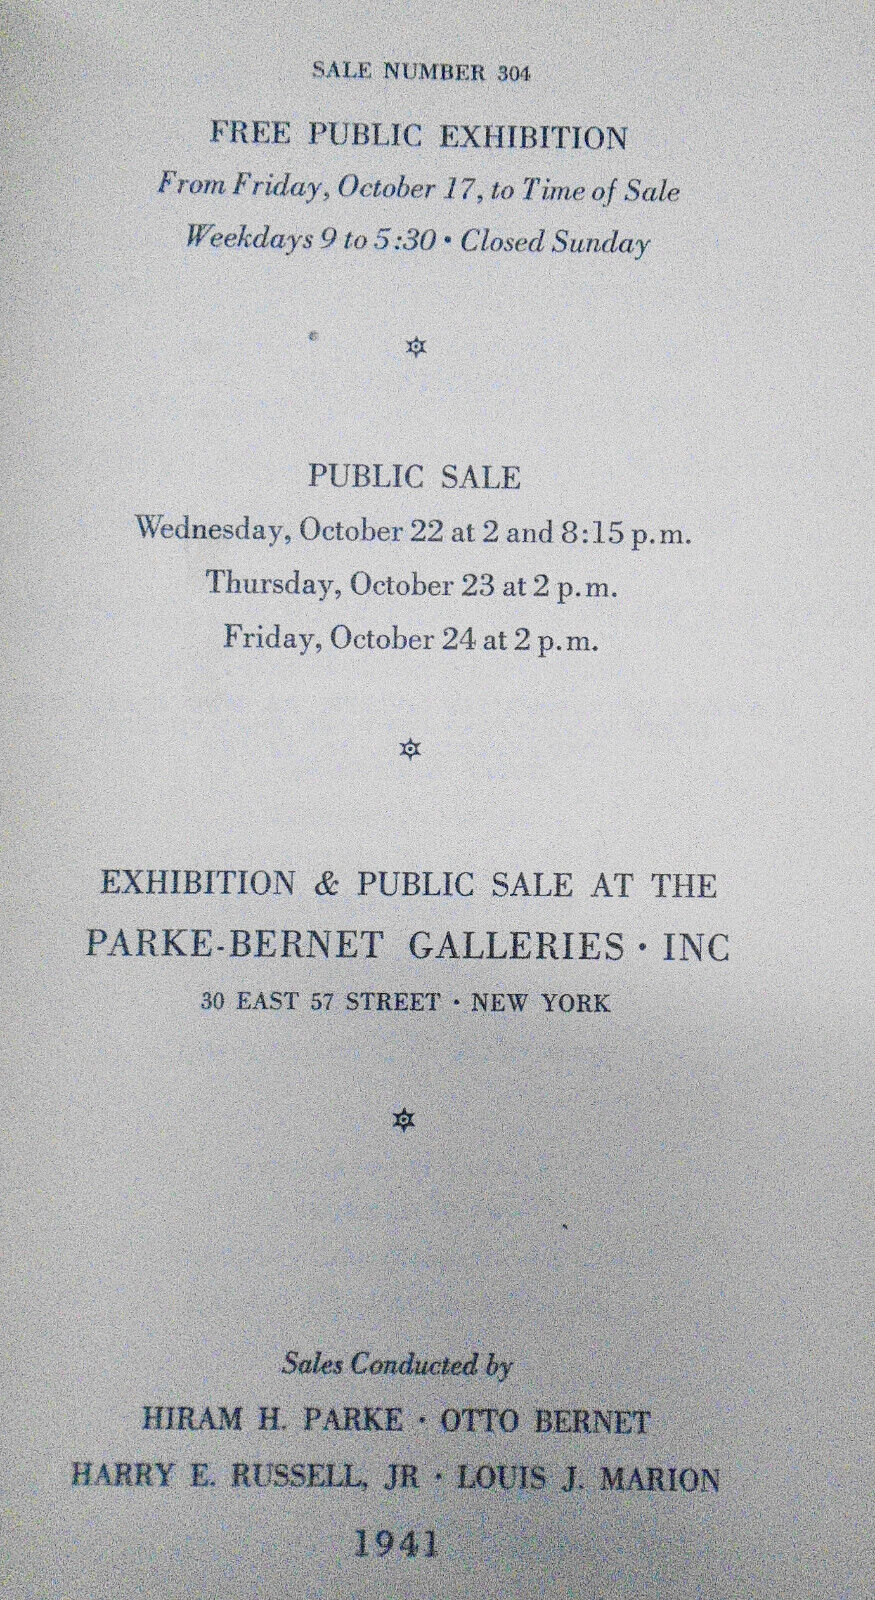 SALE NUMBER 304
FREE PUBLIC EXHIBITION
From Friday, October 17, to Time of Sale
Weekdays 9 to 5:30 • Closed Sunday
PUBLIC SALE
Wednesday, October 22 at 2 and 8:15 p.m.
Thursday, October 23 at 2 p.m.
Friday, October 24 at 2 p.m.
EXHIBITION & PUBLIC SALE AT THE
PARKE-BERNET GALLERIES • INC
30 EAST 57 STREET • NEW YORK
Sales Conducted by
HIRAM H. PARKE • OTTO BERNET
HARRY E. RUSSELL, JR • LOUIS J. MARION
1941